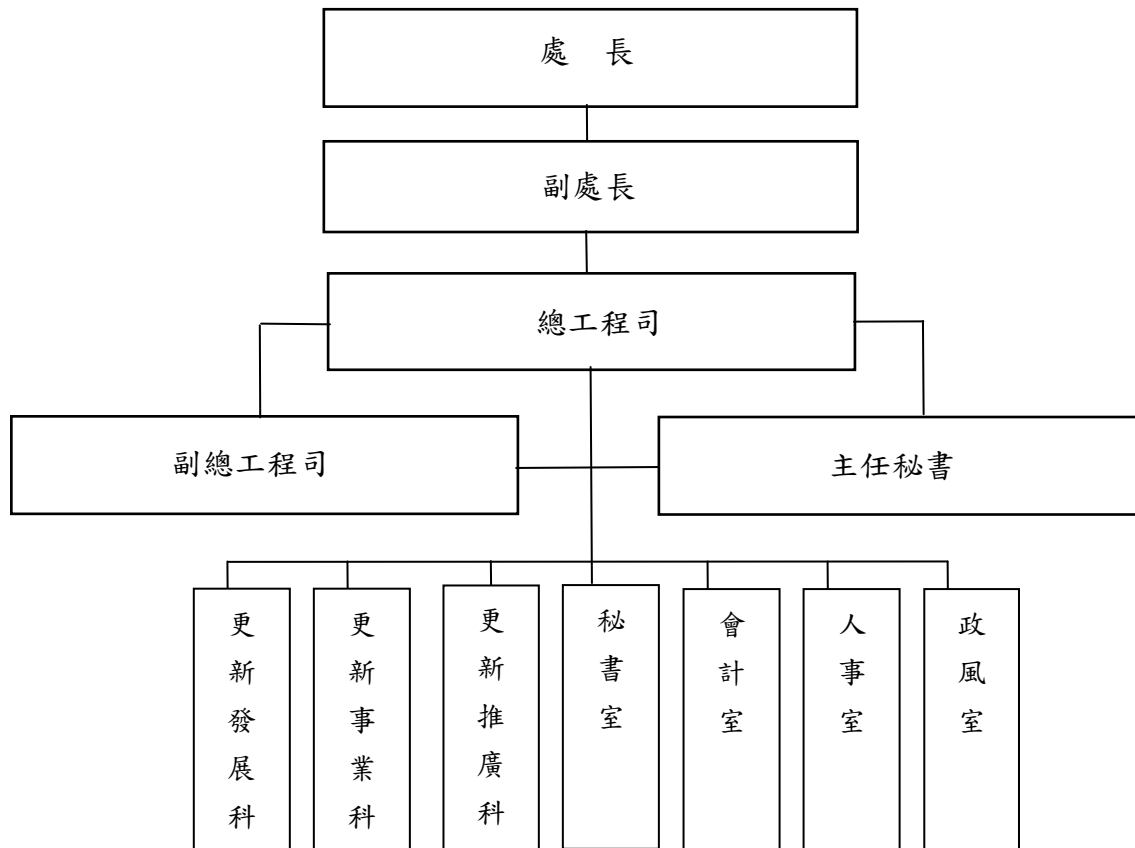 處 長
副處長
總工程司
副總工程司
主任秘書
更新發展科
更新事業科
更新推廣科
秘書室
會計室
人事室
政風室